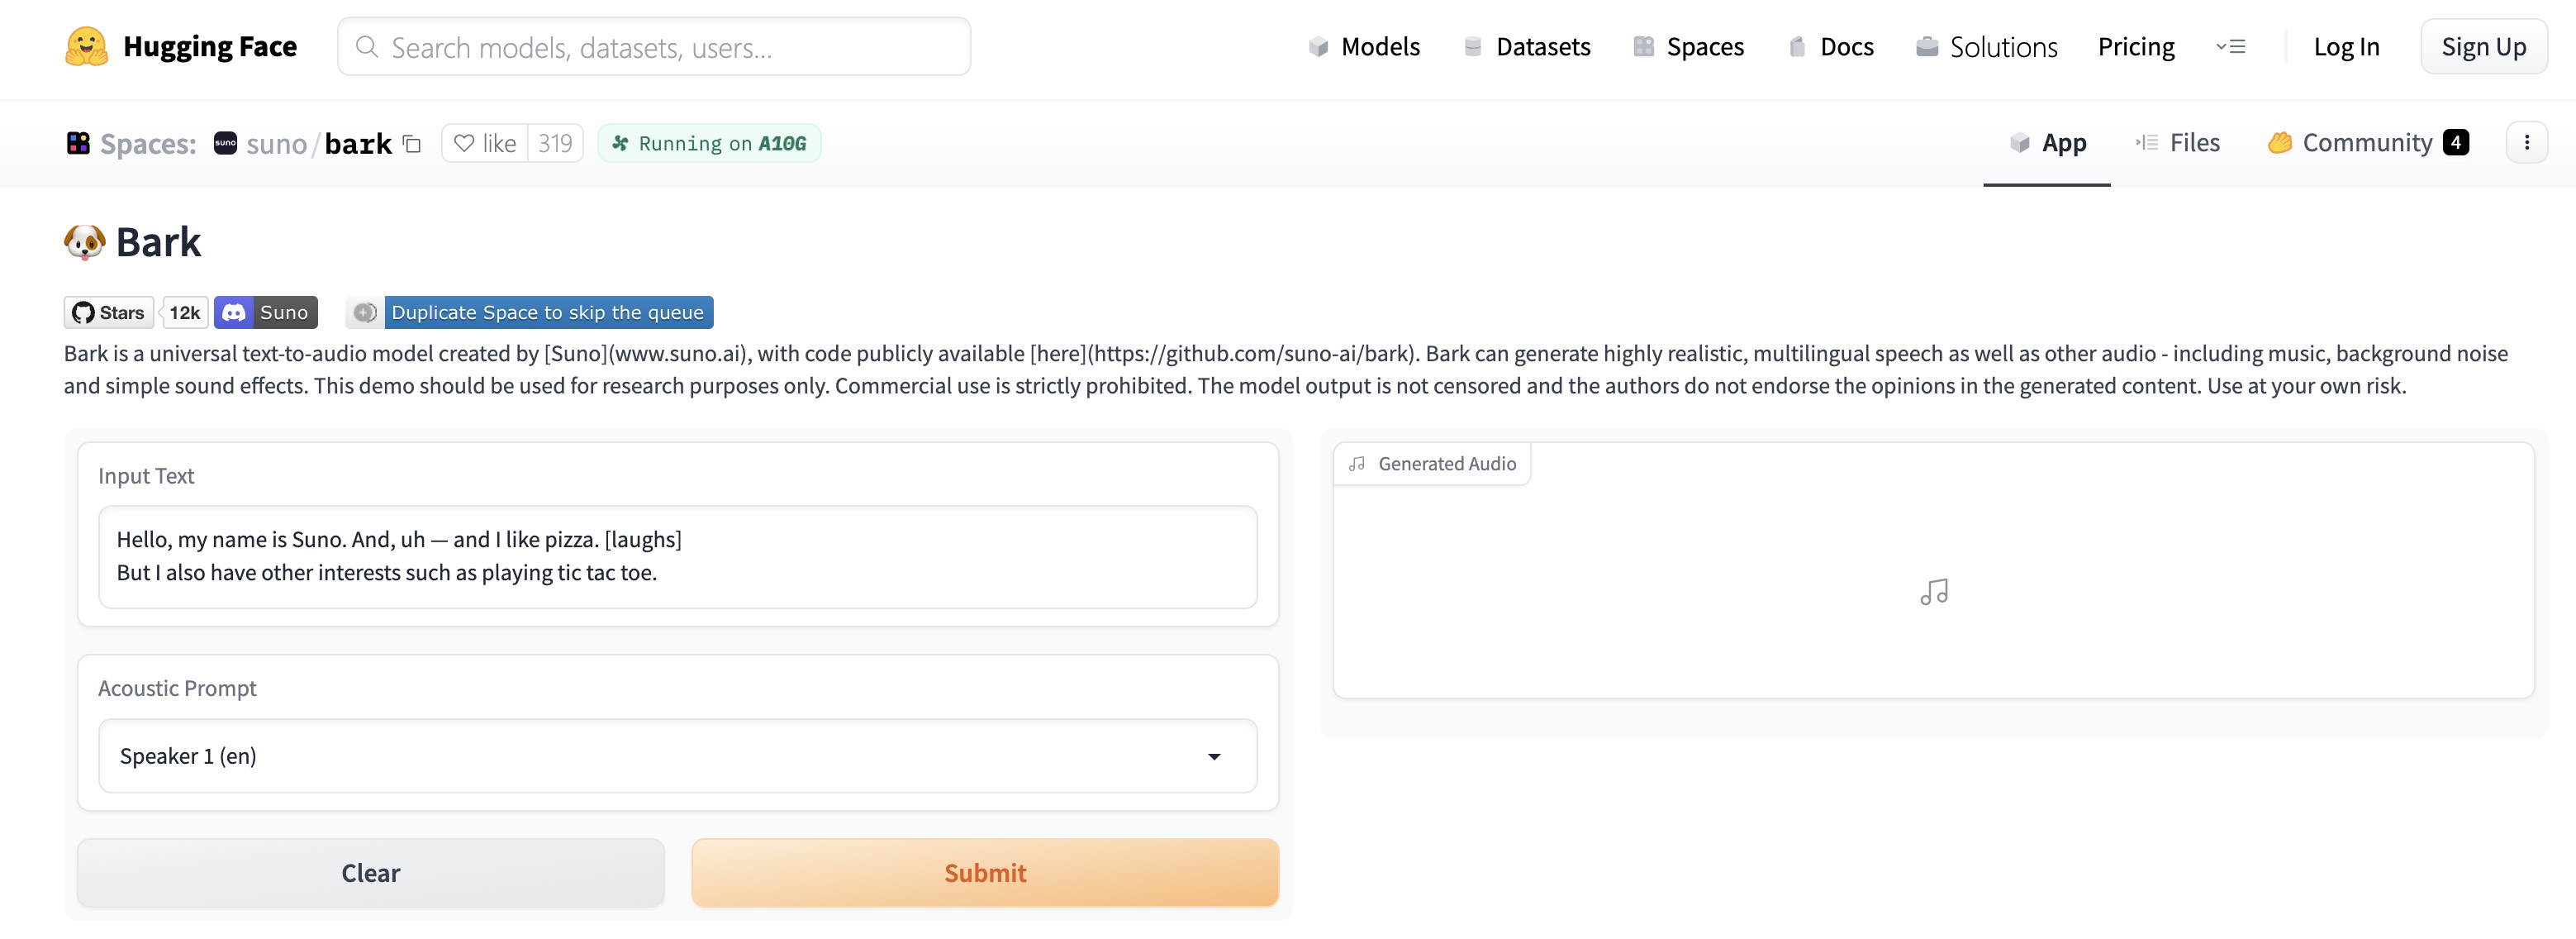 Hugging Face
Search models, datasets, users...
Models
Datasets
Spaces
Docs
Solutions
Pricing
Log In
Sign Up
Spaces:
suno
suno/bark
like
319
Running on A10G
App
Files
Community
4
Bark
Stars
12k
Suno
Duplicate Space to skip the queue
Bark is a universal text-to-audio model created by [Suno](www.suno.ai), with code publicly available [here](https://github.com/suno-ai/bark). Bark can generate highly realistic, multilingual speech as well as other audio - including music, background noise
and simple sound effects. This demo should be used for research purposes only. Commercial use is strictly prohibited. The model output is not censored and the authors do not endorse the opinions in the generated content. Use at your own risk.
Input Text
Hello, my name is Suno. And, uh — and I like pizza. [laughs]
But I also have other interests such as playing tic tac toe.
Acoustic Prompt
Speaker 1 (en)
Clear
Submit
Generated Audio